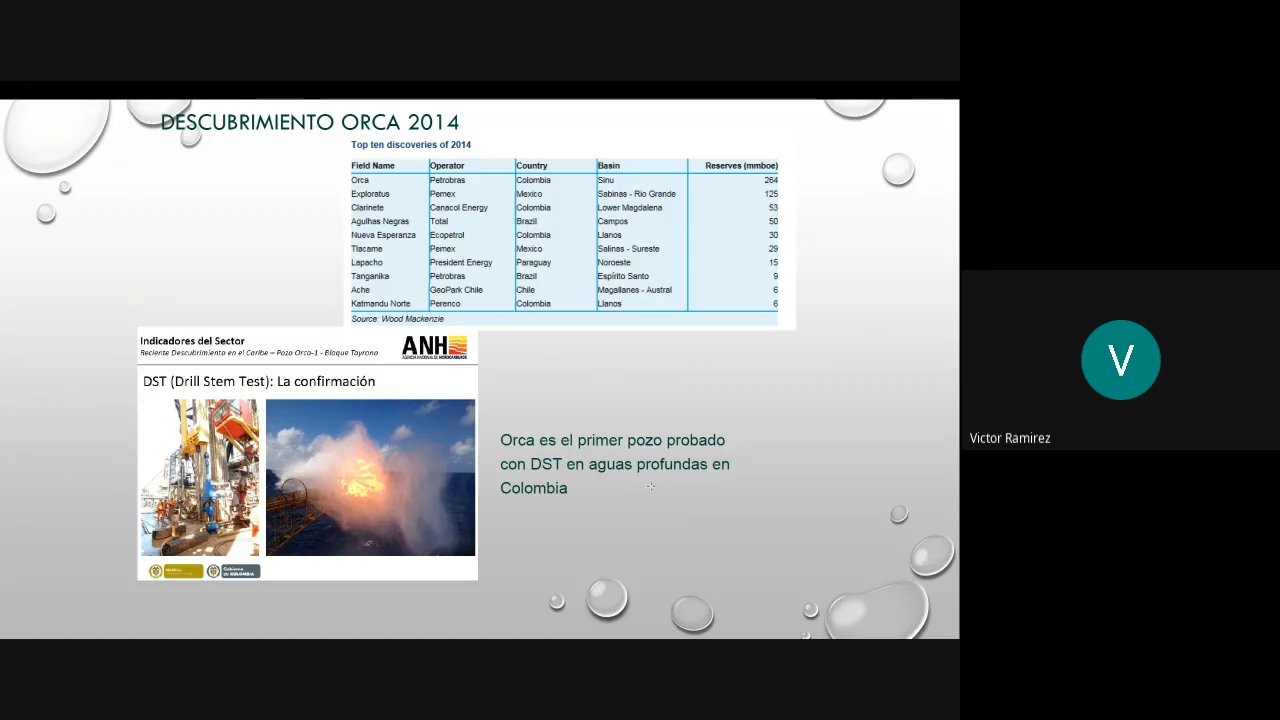 DESCUBRIMIENTO ORCA 2014
Top ten discoveries of 2014
Field Name Operator Country Basin Reserves (mmboe)
Orca Petrobras Colombia Sinu 264
Exploratus Pemex Mexico Sabinas - Rio Grande 125
Clarinete Canacol Energy Colombia Lower Magdalena 53
Agulhas Negras Total Brazil Campos 50
Nueva Esperanza Ecopetrol Colombia Llanos 30
Tlacame Pemex Mexico Salinas - Sureste 29
Lapacho President Energy Paraguay Noroeste 15
Tanganika Petrobras Brazil Espírito Santo 9
Ache GeoPark Chile Chile Magallanes - Austral 6
Katmandu Norte Perenco Colombia Llanos 6
Source: Wood Mackenzie
Indicadores del Sector
Reciente Descubrimiento en el Caribe – Pozo Orca-1 - Bloque Tayrona
ANH
AGENCIA NACIONAL DE HIDROCARBUROS
DST (Drill Stem Test): La confirmación
Orca es el primer pozo probado
con DST en aguas profundas en
Colombia
V
Victor Ramirez